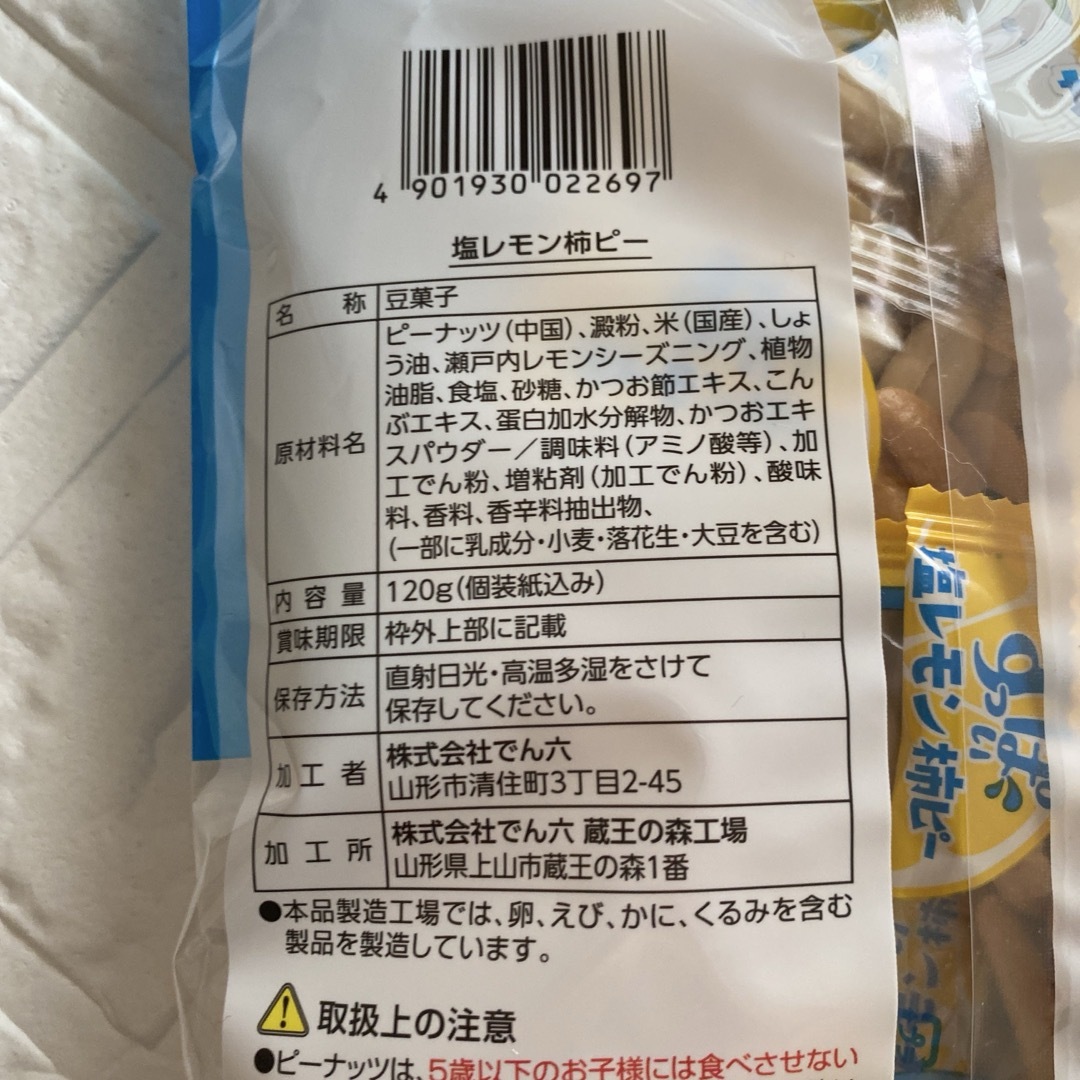 4 901930 022697
塩レモン柿ピー
名称 豆菓子
原材料名
ピーナッツ(中国)、澱粉、米(国産)、しょ
う油、瀬戸内レモンシーズニング、植物
油脂、食塩、砂糖、かつお節エキス、こん
ぶエキス、蛋白加水分解物、かつおエキ
スパウダー／調味料(アミノ酸等)、加
工でん粉、増粘剤(加工でん粉)、酸味
料、香料、香辛料抽出物、
(一部に乳成分・小麦・落花生・大豆を含む)
内容量 120g(個装紙込み)
賞味期限 枠外上部に記載
保存方法
直射日光・高温多湿をさけて
保存してください。
加工者
株式会社でん六
山形市清住町3丁目2-45
加工所
株式会社でん六 蔵王の森工場
山形県上山市蔵王の森1番
●本品製造工場では、卵、えび、かに、くるみを含む
製品を製造しています。
取扱上の注意
●ピーナッツは、5歳以下のお子様には食べさせない
すっぱい
塩レモン柿ピー